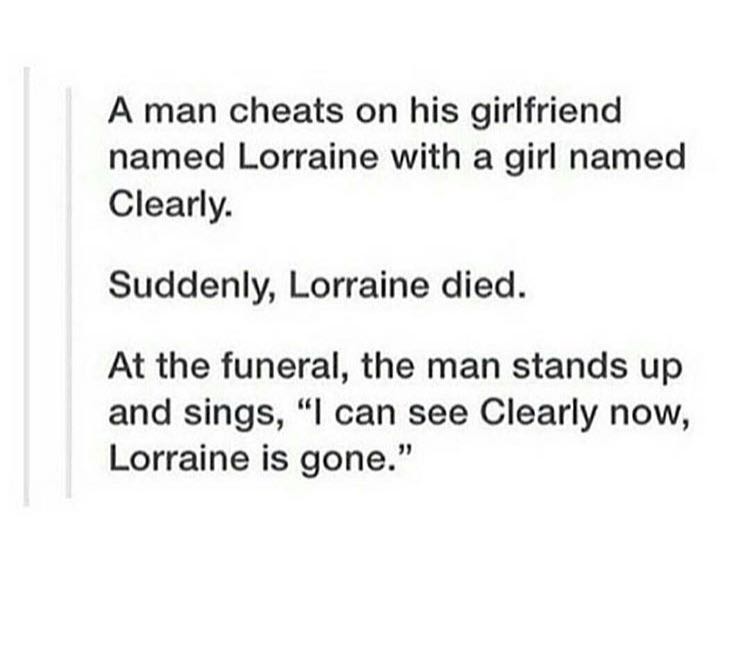 A man cheats on his girlfriend
named Lorraine with a girl named
Clearly.
Suddenly, Lorraine died.
At the funeral, the man stands up
and sings, “I can see Clearly now,
Lorraine is gone.”